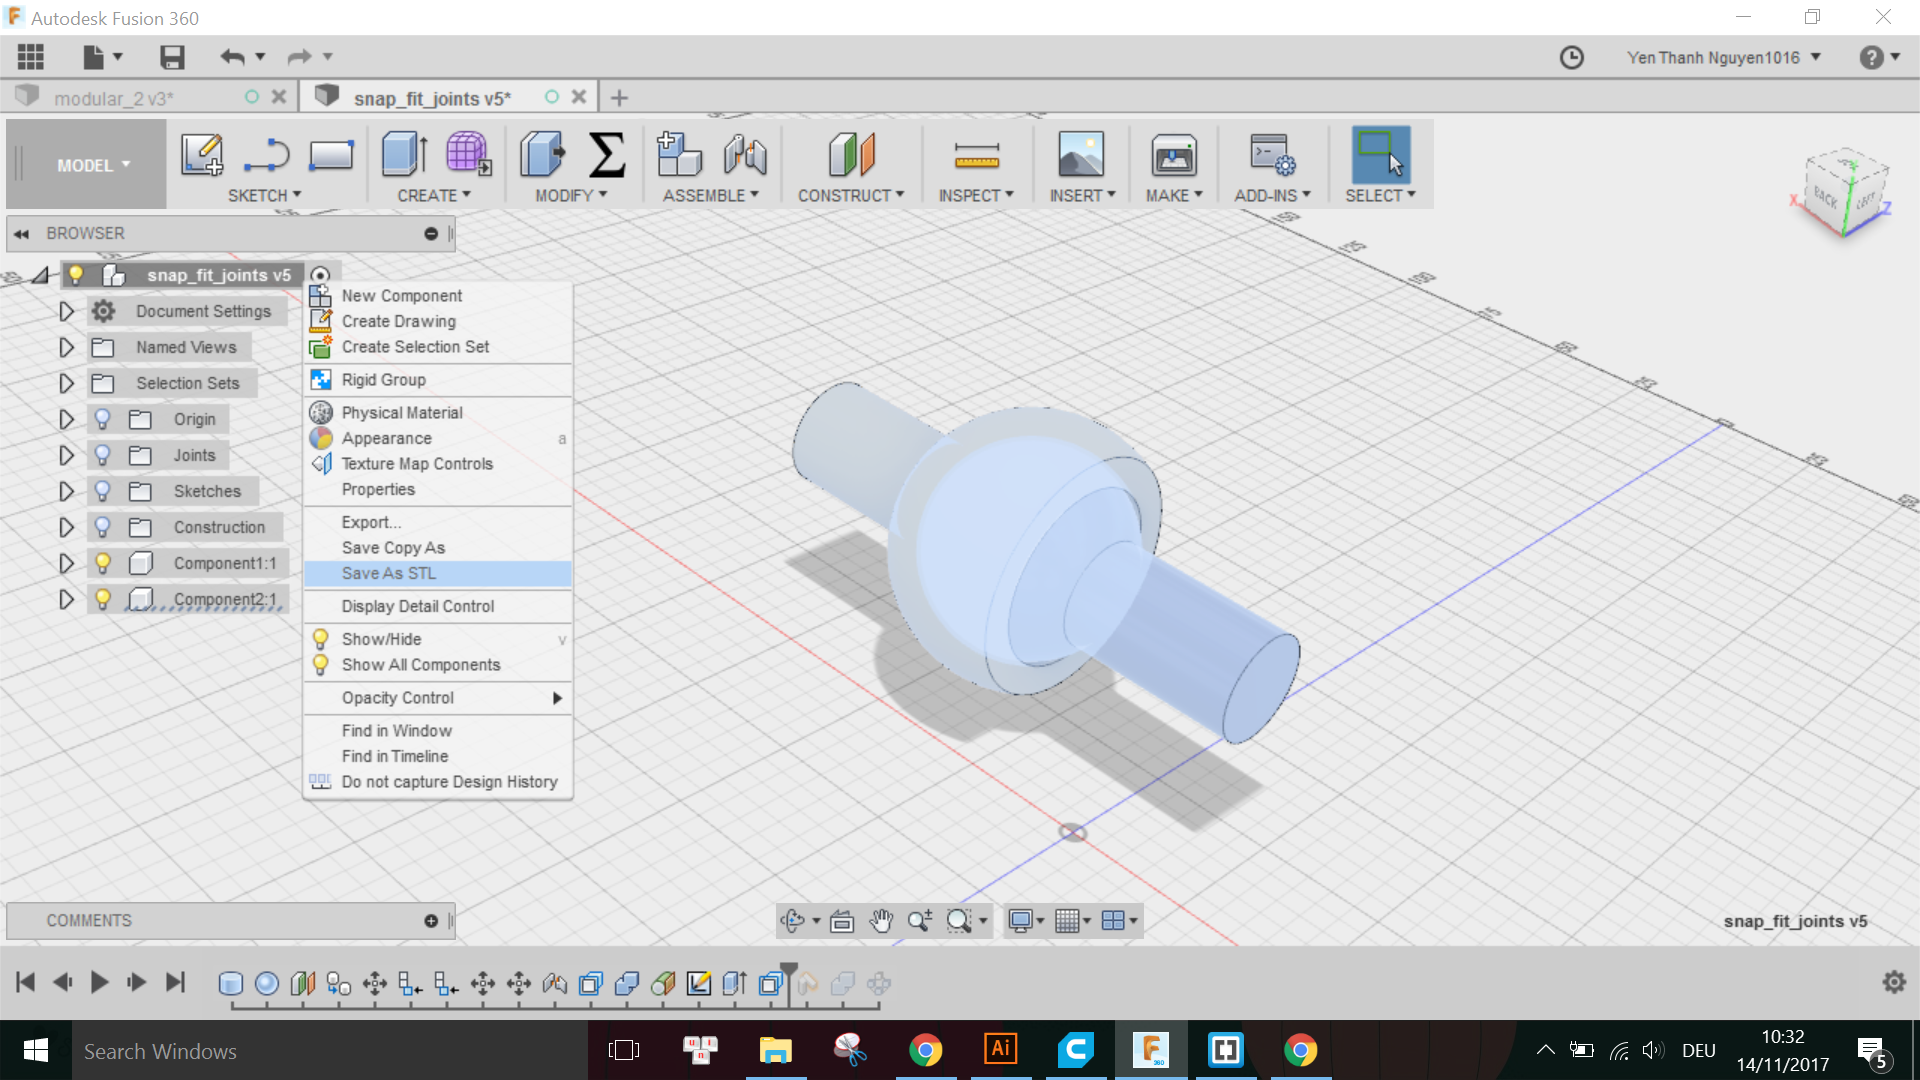 Autodesk Fusion 360
Yen Thanh Nguyen1016
modular_2 v3*
snap_fit_joints v5*
MODEL
SKETCH
CREATE
MODIFY
ASSEMBLE
CONSTRUCT
INSPECT
INSERT
MAKE
ADD-INS
SELECT
BACK
LEFT
X
Z
BROWSER
snap_fit_joints v5
Document Settings
Named Views
Selection Sets
Origin
Joints
Sketches
Construction
Component1:1
Component2:1
New Component
Create Drawing
Create Selection Set
Rigid Group
Physical Material
Appearance a
Texture Map Controls
Properties
Export...
Save Copy As
Save As STL
Display Detail Control
Show/Hide v
Show All Components
Opacity Control
Find in Window
Find in Timeline
Do not capture Design History
COMMENTS
snap_fit_joints v5
Search Windows
Ai
DEU
10:32
14/11/2017
5